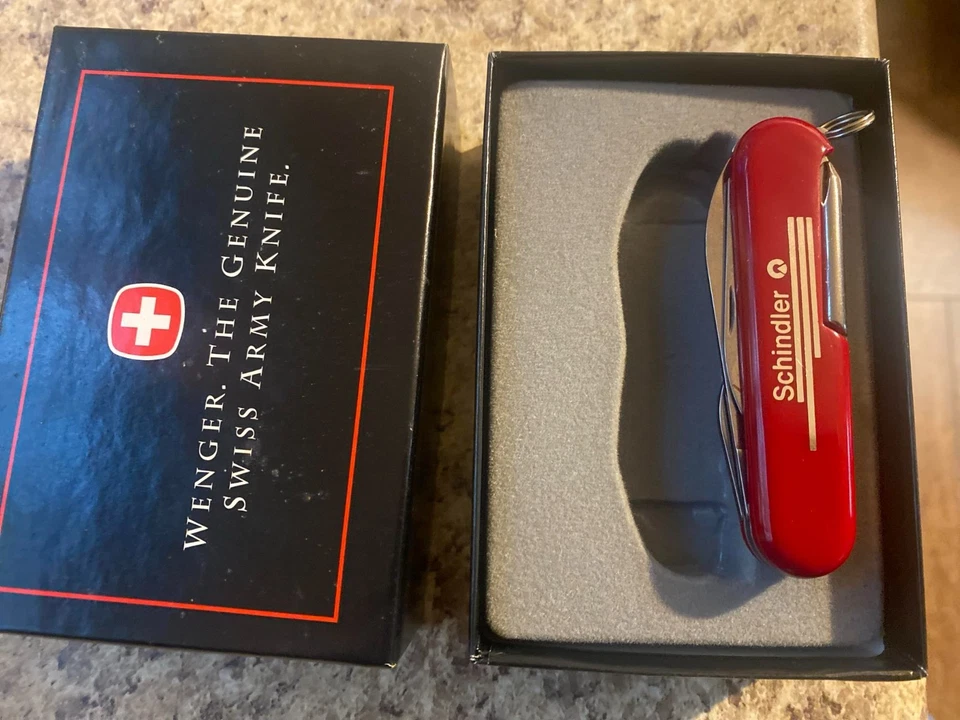 WENGER. THE GENUINE
SWISS ARMY KNIFE.
Schindler